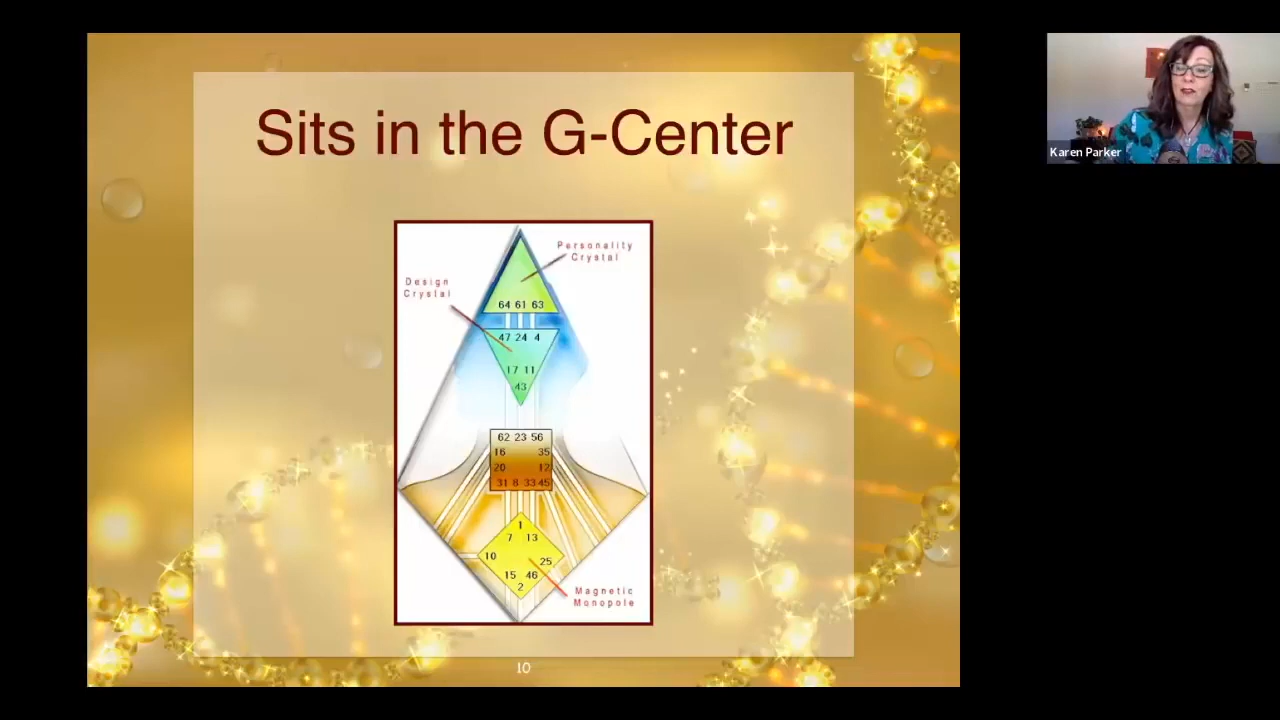 Sits in the G-Center
Personality
Crystal
Design
Crystal
64 61 63
47 24 4
17 11
43
62 23 56
16 35
20 12
31 8 33 45
1
7 13
10 25
15 46
2
Magnetic
Monopole
10
Karen Parker